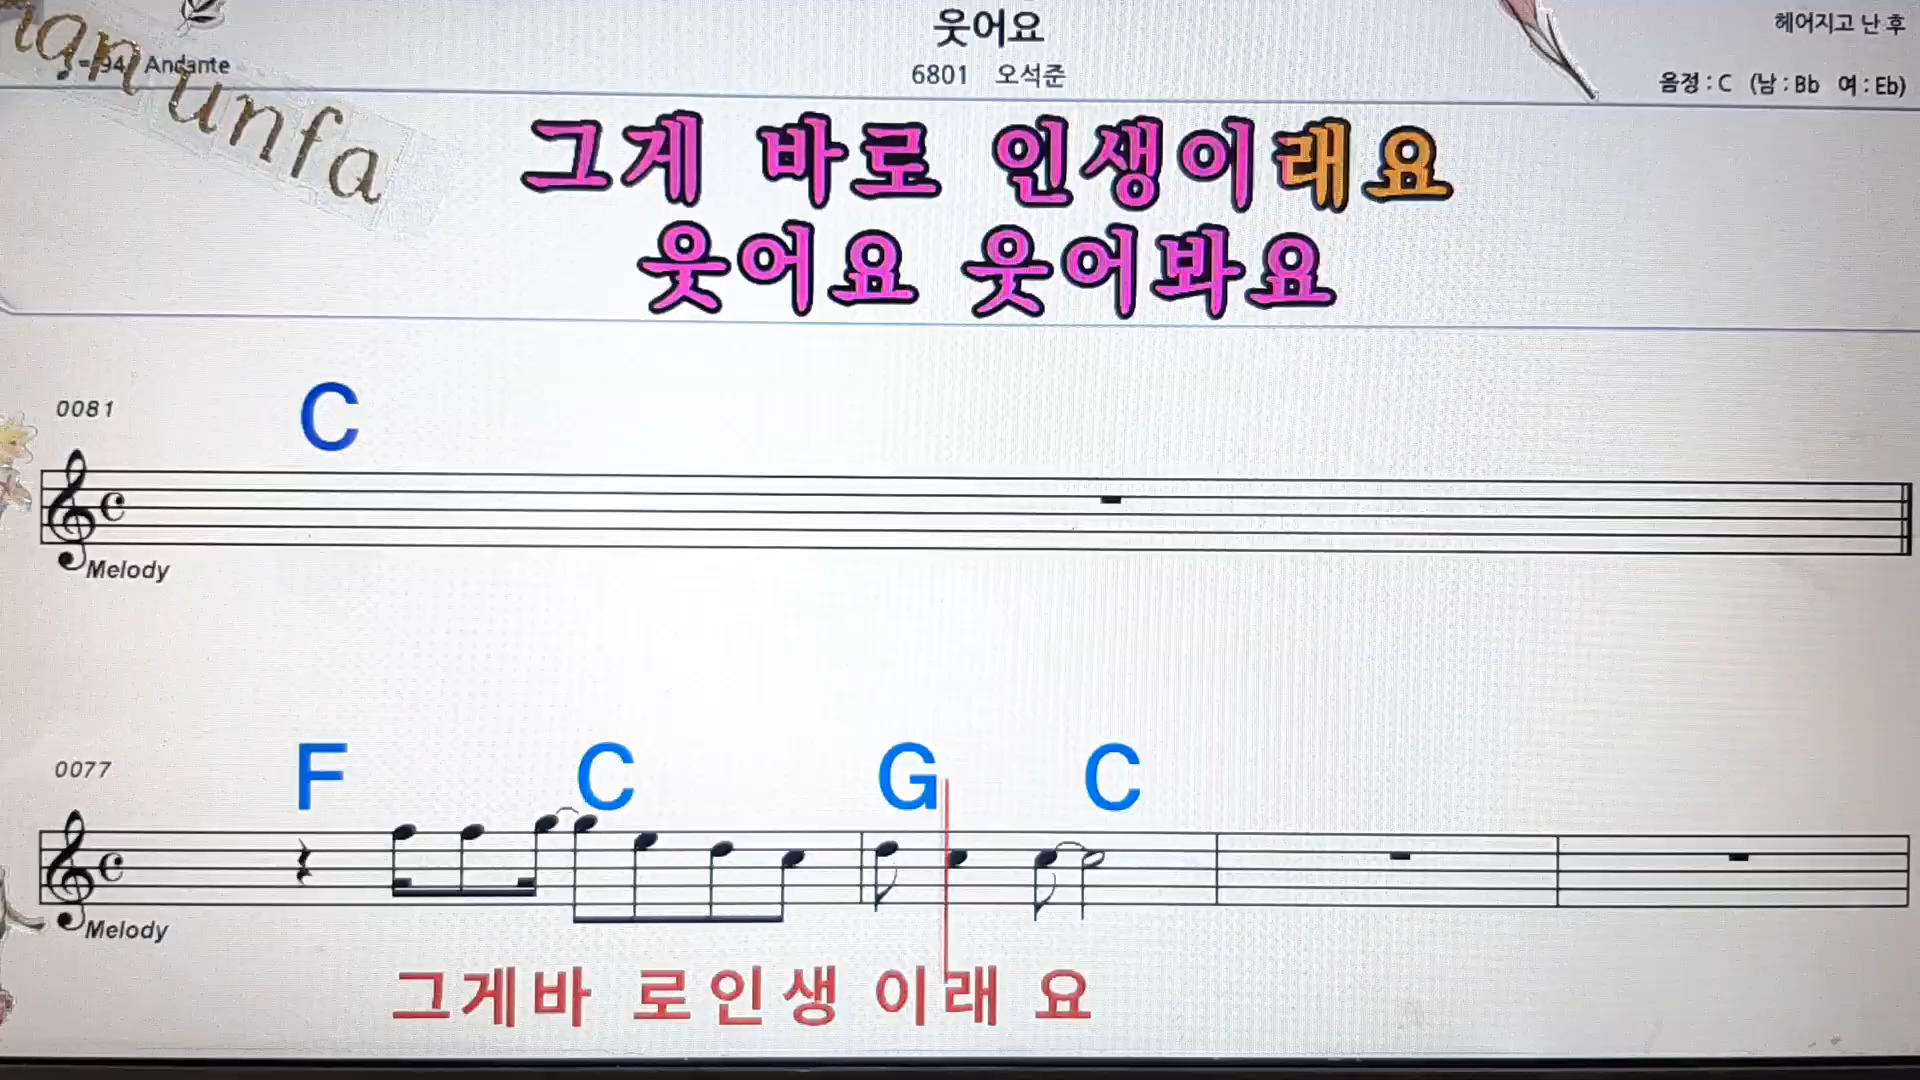 웃어요
헤어지고 난 후
= 94 Andante
6801 오석준
음정 : C (남 : Bb 여 : Eb)
unfa
그게 바로 인생이래요
웃어요 웃어봐요
0081
C
Melody
0077
F C G C
Melody
그게바 로인생 이래 요